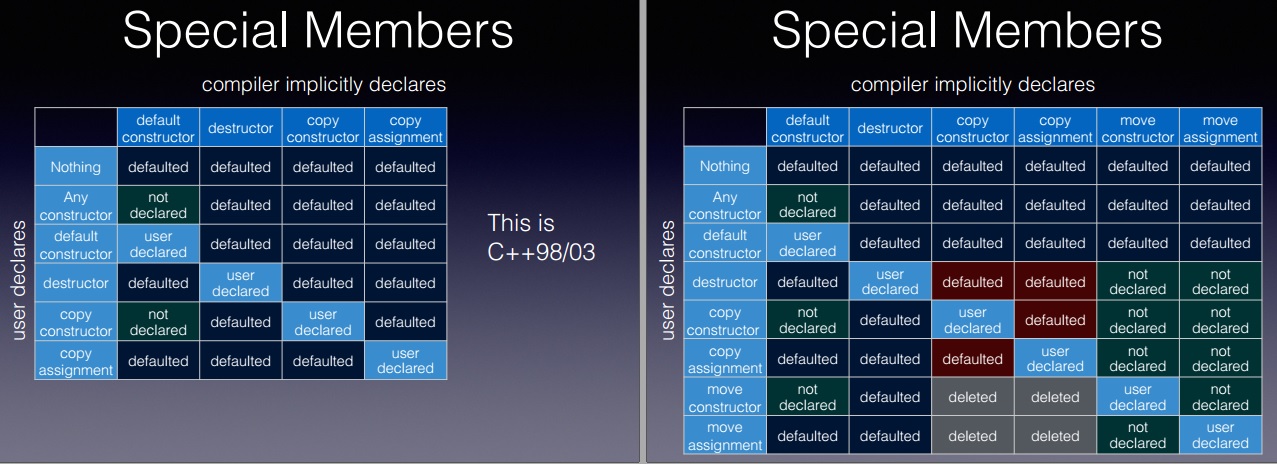 Special Members
compiler implicitly declares
user declares
default constructor destructor copy constructor copy assignment
Nothing defaulted defaulted defaulted defaulted
Any constructor not declared defaulted defaulted defaulted
default constructor user declared defaulted defaulted defaulted
destructor defaulted user declared defaulted defaulted
copy constructor not declared defaulted user declared defaulted
copy assignment defaulted defaulted defaulted user declared
This is
C++98/03
Special Members
compiler implicitly declares
user declares
default constructor destructor copy constructor copy assignment move constructor move assignment
Nothing defaulted defaulted defaulted defaulted defaulted defaulted
Any constructor not declared defaulted defaulted defaulted defaulted defaulted
default constructor user declared defaulted defaulted defaulted defaulted defaulted
destructor defaulted user declared defaulted defaulted not declared not declared
copy constructor not declared defaulted user declared defaulted not declared not declared
copy assignment defaulted defaulted defaulted user declared not declared not declared
move constructor not declared defaulted deleted deleted user declared not declared
move assignment defaulted defaulted deleted deleted not declared user declared